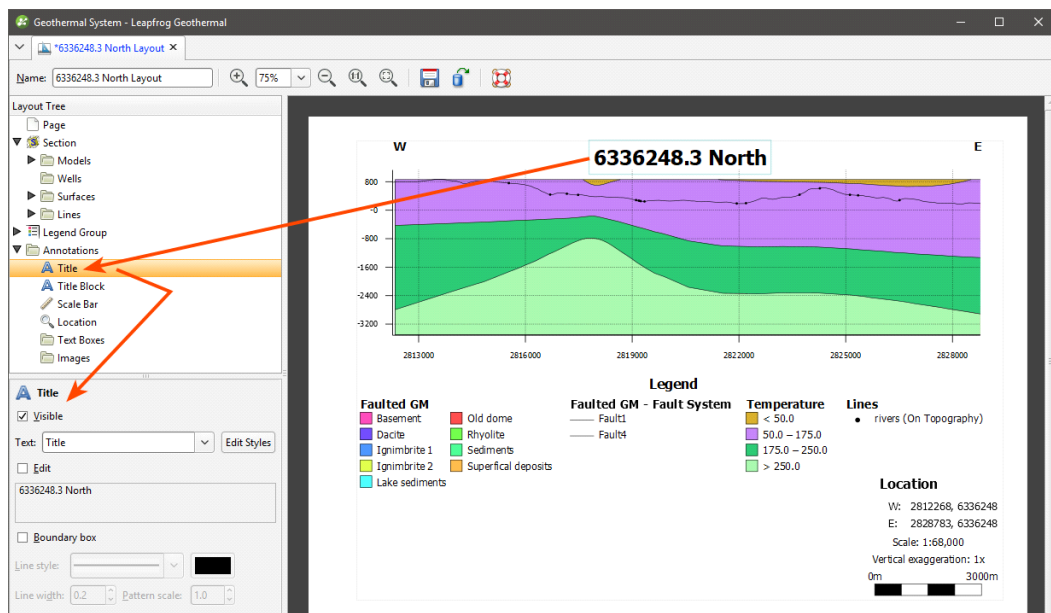 Geothermal System - Leapfrog Geothermal
*6336248.3 North Layout
Name: 6336248.3 North Layout 75%
Layout Tree
Page
Section
Models
Wells
Surfaces
Lines
Legend Group
Annotations
Title
Title Block
Scale Bar
Location
Text Boxes
Images
Title
Visible
Text: Title Edit Styles
Edit
6336248.3 North
Boundary box
Line style:
Line width: 0.2 Pattern scale: 1.0
W E
6336248.3 North
800
-0
-800
-1600
-2400
-3200
2813000 2816000 2819000 2822000 2825000 2828000
Legend
Faulted GM
Basement
Dacite
Ignimbrite 1
Ignimbrite 2
Lake sediments
Old dome
Rhyolite
Sediments
Superfical deposits
Faulted GM - Fault System
Fault1
Fault4
Temperature
< 50.0
50.0 – 175.0
175.0 – 250.0
> 250.0
Lines
rivers (On Topography)
Location
W: 2812268, 6336248
E: 2828783, 6336248
Scale: 1:68,000
Vertical exaggeration: 1x
0m 3000m